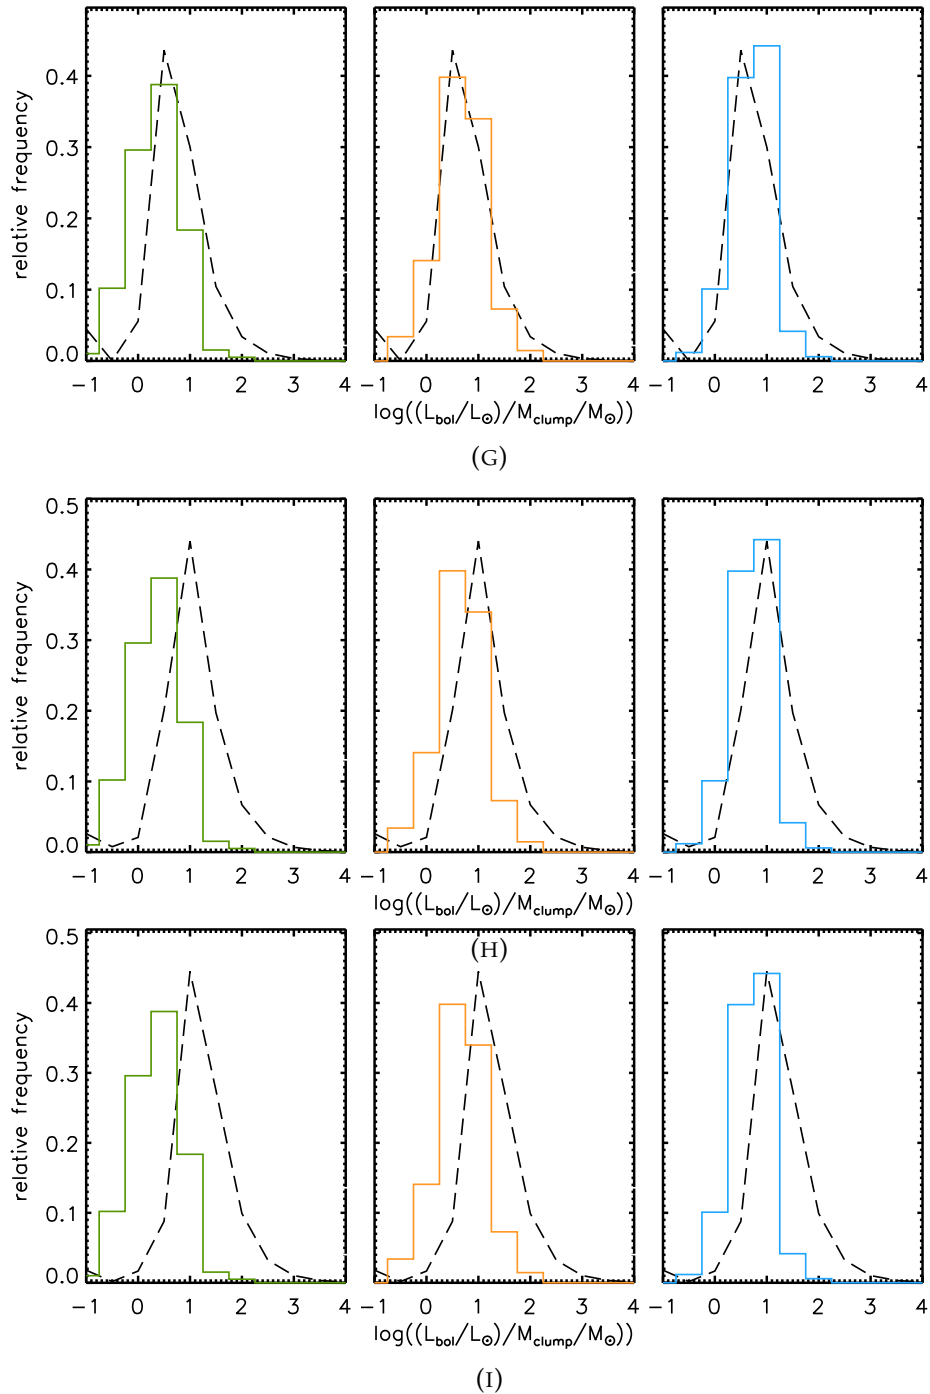 0.4
0.3
0.2
0.1
0.0
relative frequency
−1 0 1 2 3 4 −1 0 1 2 3 4 −1 0 1 2 3 4
log((L_bol/L_⊙)/M_clump/M_⊙))
(G)
0.5
0.4
0.3
0.2
0.1
0.0
relative frequency
−1 0 1 2 3 4 −1 0 1 2 3 4 −1 0 1 2 3 4
log((L_bol/L_⊙)/M_clump/M_⊙))
(H)
0.5
0.4
0.3
0.2
0.1
0.0
relative frequency
−1 0 1 2 3 4 −1 0 1 2 3 4 −1 0 1 2 3 4
log((L_bol/L_⊙)/M_clump/M_⊙))
(I)